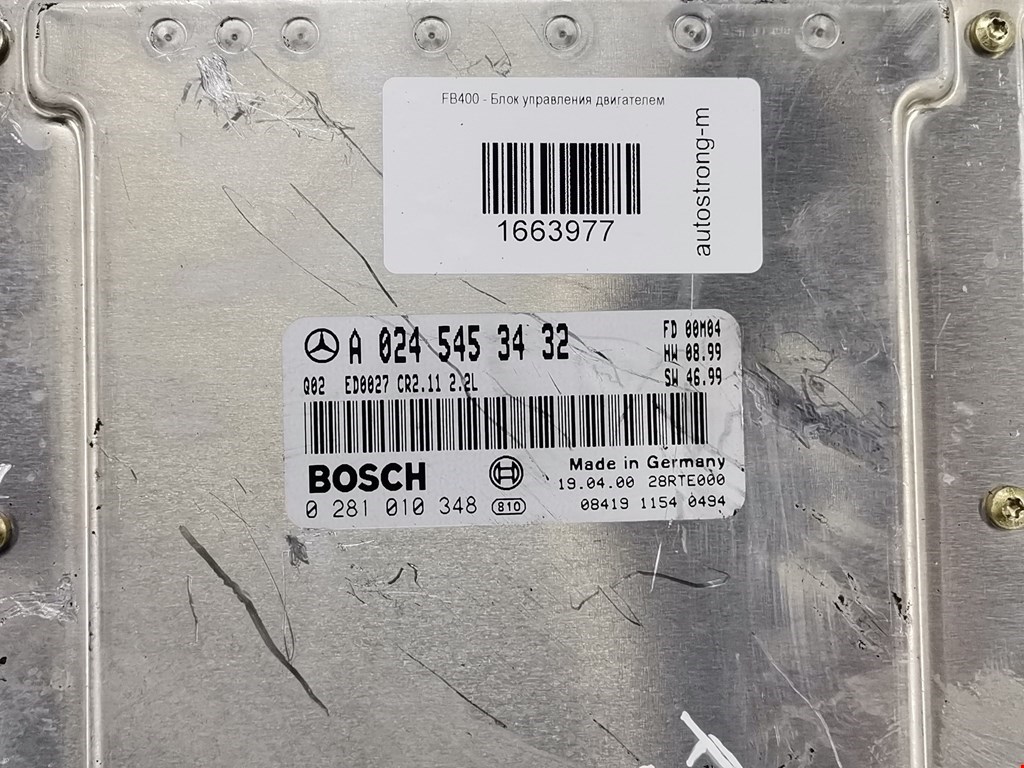 FB400 - Блок управления двигателем
1663977
autostrong-m
A 024 545 34 32
FD 00M04
HW 08.99
SW 46.99
Q02 ED0027 CR2.11 2.2L
BOSCH
Made in Germany
19.04.00 28RTE000
0 281 010 348
810
08419 1154 0494